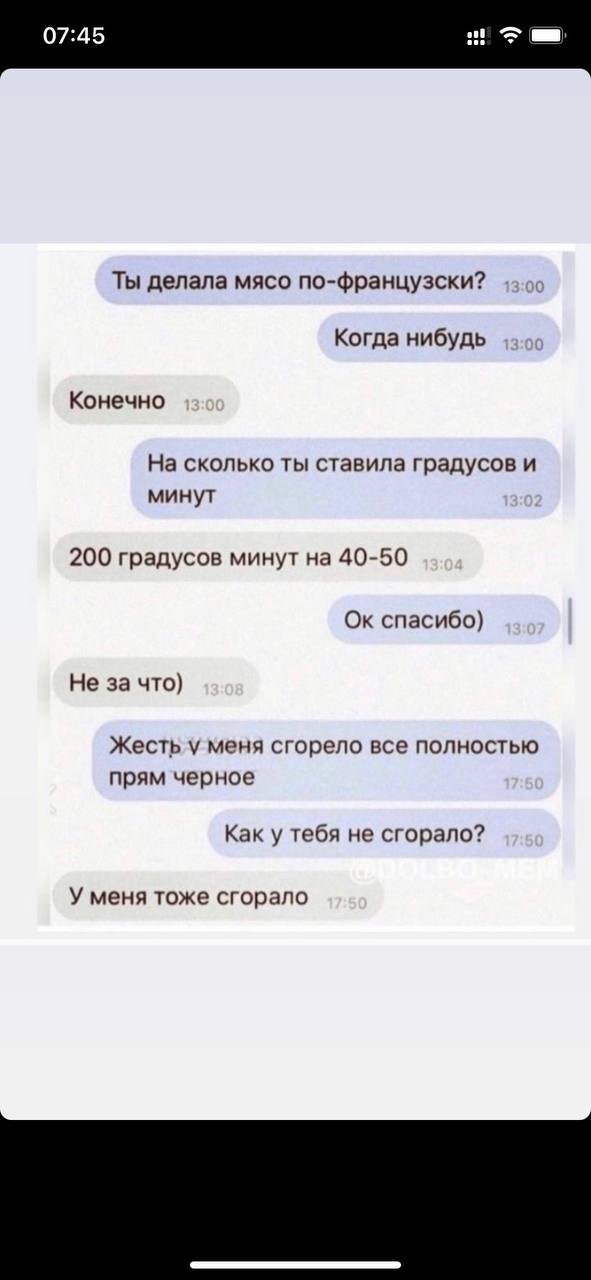 07:45
Ты делала мясо по-французски? 13:00
Когда нибудь 13:00
Конечно 13:00
На сколько ты ставила градусов и
минут 13:02
200 градусов минут на 40-50 13:04
Ок спасибо) 13:07
Не за что) 13:08
Жесть у меня сгорело все полностью
прям черное 17:50
Как у тебя не сгорало? 17:50
@DOLBO_MEM
У меня тоже сгорало 17:50